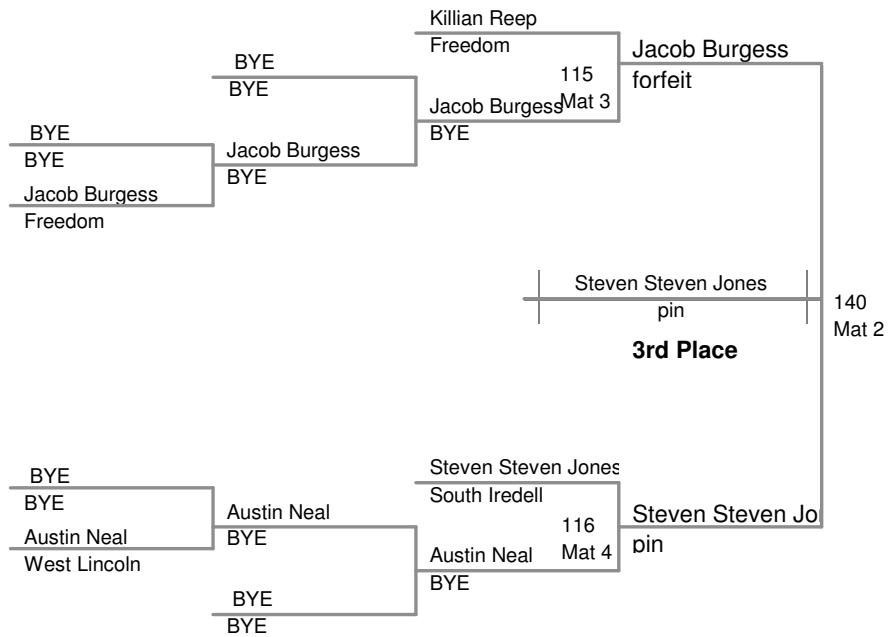 Killian Reep
Freedom
Jacob Burgess
forfeit
BYE
BYE
115
Mat 3
Jacob Burgess
BYE
BYE
BYE
Jacob Burgess
BYE
Jacob Burgess
Freedom
Steven Steven Jones
pin
3rd Place
140
Mat 2
BYE
BYE
Steven Steven Jones
South Iredell
Austin Neal
BYE
116
Mat 4
Steven Steven Jo
pin
Austin Neal
West Lincoln
Austin Neal
BYE
BYE
BYE